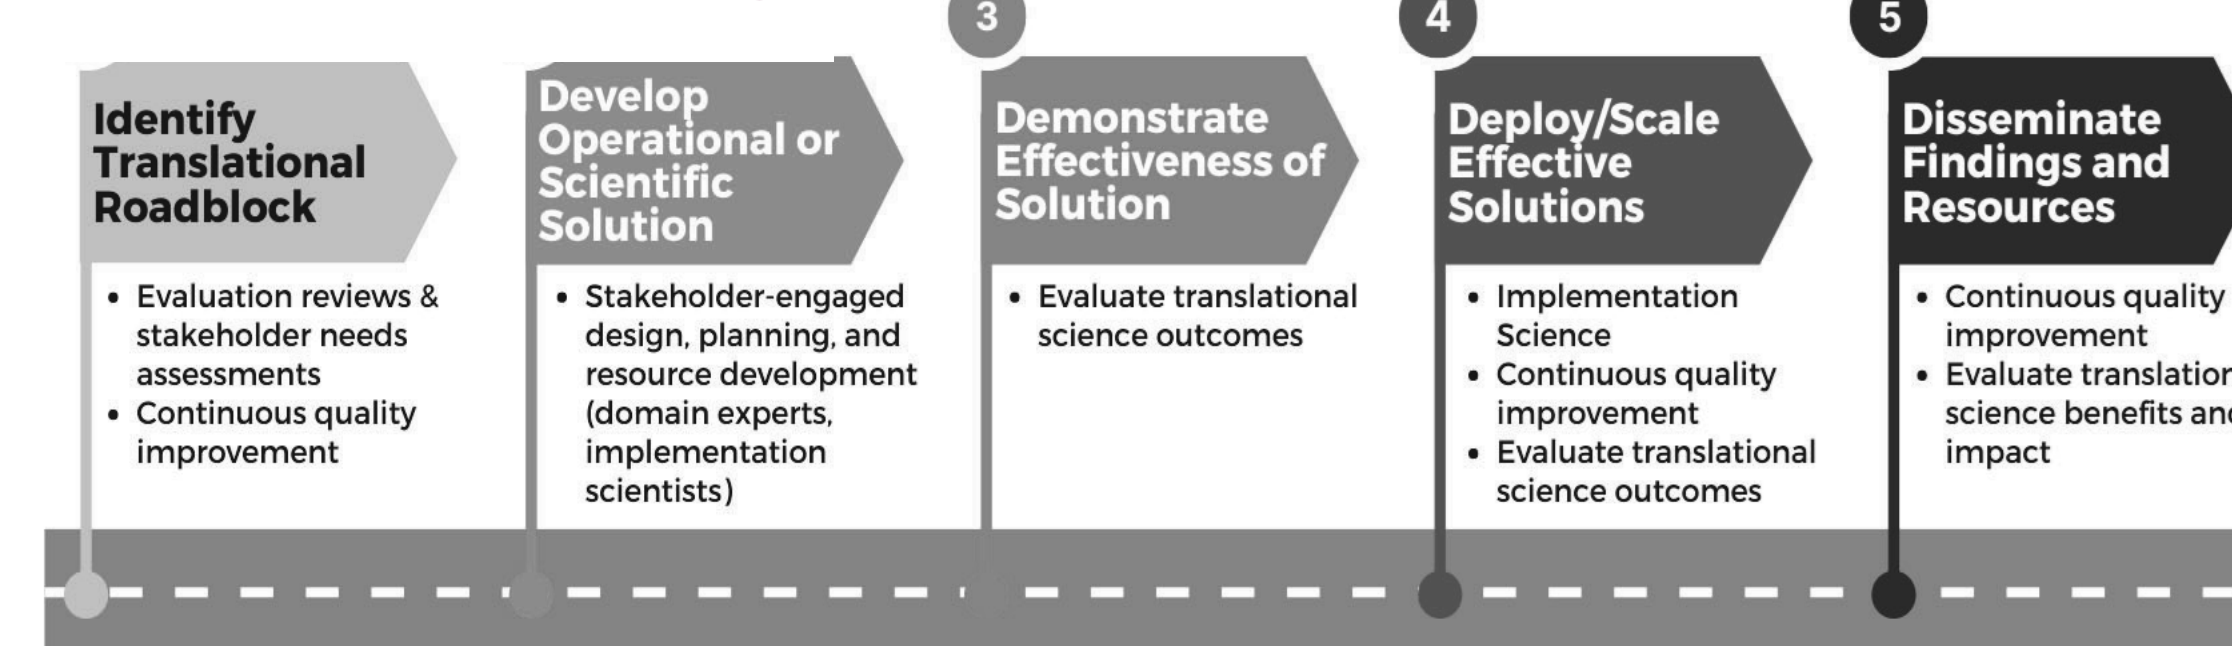 3
4
5
Identify
Translational
Roadblock
• Evaluation reviews &
stakeholder needs
assessments
• Continuous quality
improvement
Develop
Operational or
Scientific
Solution
• Stakeholder-engaged
design, planning, and
resource development
(domain experts,
implementation
scientists)
Demonstrate
Effectiveness of
Solution
• Evaluate translational
science outcomes
Deploy/Scale
Effective
Solutions
• Implementation
Science
• Continuous quality
improvement
• Evaluate translational
science outcomes
Disseminate
Findings and
Resources
• Continuous quality
improvement
• Evaluate
science benefits
impact